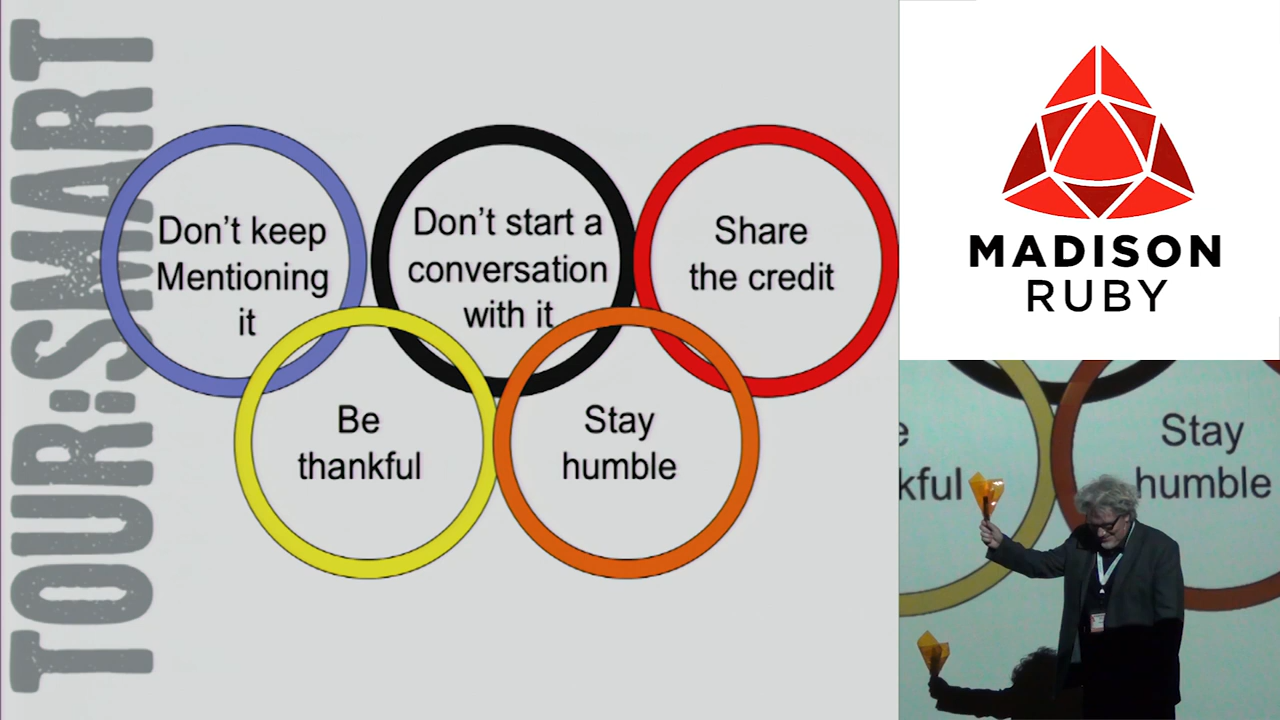 TOUR:SMART
Don’t keep
Mentioning
it
Don’t start a
conversation
with it
Share
the credit
Be
thankful
Stay
humble
MADISON
RUBY
kful
Stay
humble